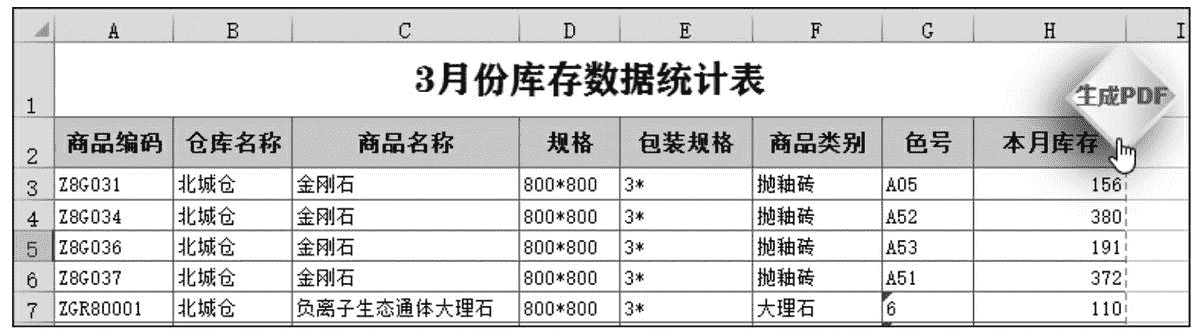 A B C D E F G H I
1 3月份库存数据统计表 生成PDF
2 商品编码 仓库名称 商品名称 规格 包装规格 商品类别 色号 本月库存
3 Z8G031 北城仓 金刚石 800*800 3* 抛釉砖 A05 156
4 Z8G034 北城仓 金刚石 800*800 3* 抛釉砖 A52 380
5 Z8G036 北城仓 金刚石 800*800 3* 抛釉砖 A53 191
6 Z8G037 北城仓 金刚石 800*800 3* 抛釉砖 A51 372
7 ZGR80001 北城仓 负离子生态通体大理石 800*800 3* 大理石 6 110